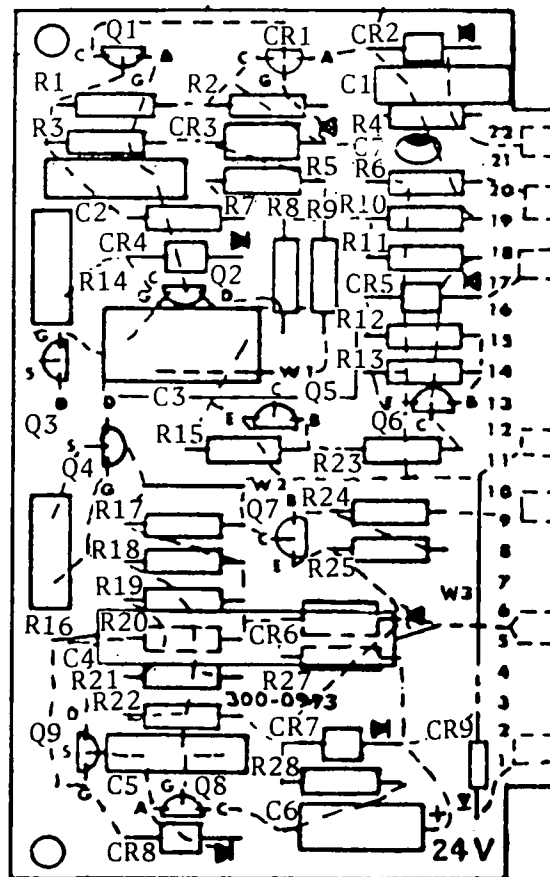 Q1 CR1 CR2
C A C A
G G C1
R1 R2 R4
R3 CR3 C7
R5 R6
C2 R7 R8 R9 R10
CR4 Q2 R11
R14 C CR5
G D R12
G W1 R13
S C3 Q5
Q3 D D C E B
E B C
S R15 R23 Q6
Q4 W2
G R17 Q7 B R24
C
R18 E R25
R19 W3
R16 R20 CR6
C4 R21 R27
R22 300-0973
D CR7 CR9
Q9 S R28
G C5 G Q8 C6 +
A C
CR8 24V
22
21
20
19
18
17
16
15
14
13
12
11
10
9
8
7
6
5
4
3
2
1